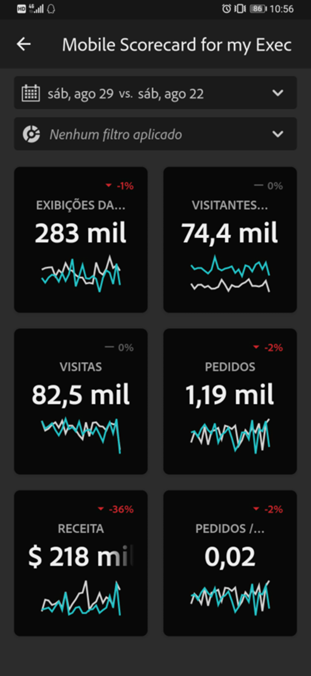 HD 4G 86 10:56
Mobile Scorecard for my Exec
sáb, ago 29 vs. sáb, ago 22
Nenhum filtro aplicado
-1%
EXIBIÇÕES DA...
283 mil
0%
VISITANTES...
74,4 mil
0%
VISITAS
82,5 mil
-2%
PEDIDOS
1,19 mil
-36%
RECEITA
$ 218 mil
-2%
PEDIDOS /...
0,02